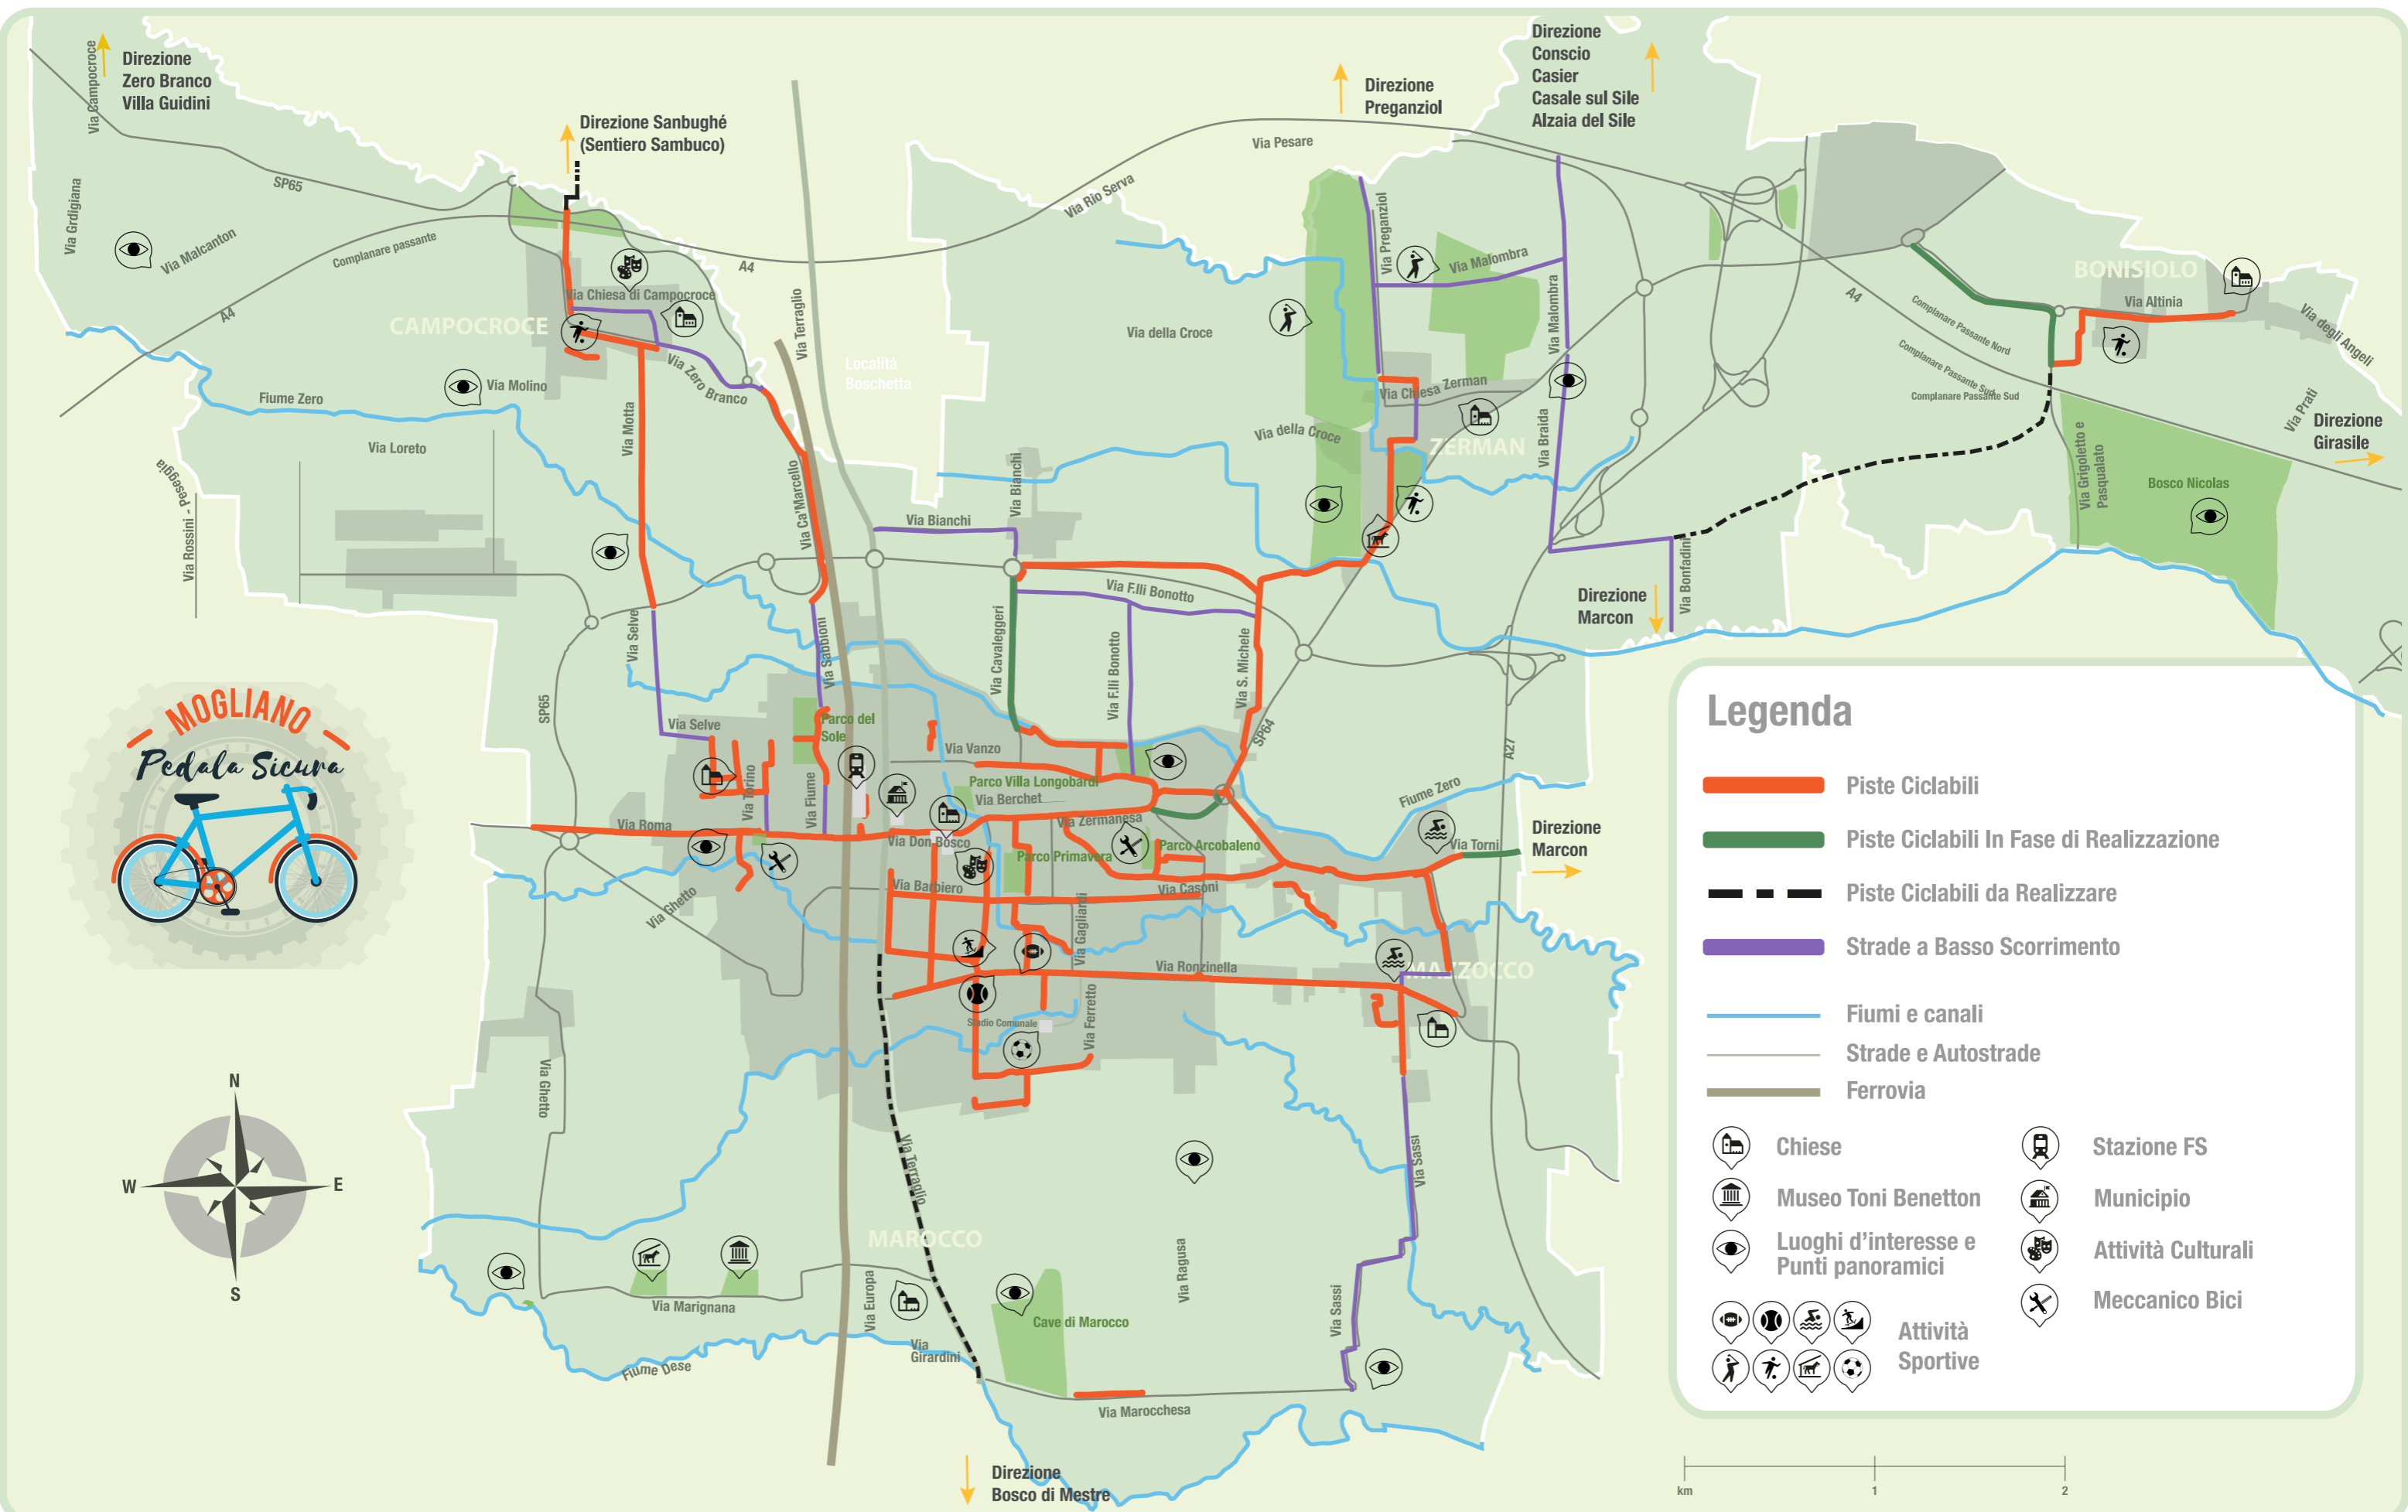 Via Campocroce
Direzione
Zero Branco
Villa Guidini
Direzione Sanbughé
(Sentiero Sambuco)
Direzione
Preganziol
Direzione
Conscio
Casier
Casale sul Sile
Alzaia del Sile
Via Pesare
Via Rio Serva
SP65
Via Grdigiana
Via Malcanton
Complanare passante
A4
A4
Via Chiesa di Campocroce
CAMPOCROCE
Via Zero Branco
Via Molino
Fiume Zero
Via Loreto
Via Motta
Via Rossini - Peseggia
Via Terraglio
Località
Boschetta
Via Ca'Marcello
Via Bianchi
Via Bianchi
Via della Croce
Via della Croce
Via Preganziol
Via Malombra
Via Malombra
Via Chiesa Zerman
ZERMAN
Via Braida
A4
Complanare Passante Nord
Complanare Passante Sud
Complanare Passante Sud
BONISIOLO
Via Altinia
Via degli Angeli
Via Prati
Direzione
Girasile
Via Grigoletto e
Pasqualato
Bosco Nicolas
Via Bonfadini
Direzione
Marcon
Via F.lli Bonotto
Via F.lli Bonotto
Via Cavaleggeri
Via S. Michele
SP64
A27
Via Selve
Via Selve
SP65
Via Sabbioni
Parco del
Sole
Via Vanzo
Parco Villa Longobardi
Via Berchet
Via Zermanesa
Via Torino
Via Fiume
Via Roma
Via Don Bosco
Parco Primavera
Parco Arcobaleno
Fiume Zero
Via Torni
Direzione
Marcon
Via Barbiero
Via Casoni
Via Ghetto
Via Gagliardi
Via Ronzinella
MAZZOCCO
Stadio Comunale
Via Ferretto
Via Ghetto
Via Terraglio
Via Sassi
MAROCCO
Via Ragusa
Via Sassi
Via Marignana
Via Europa
Cave di Marocco
Via
Girardini
Fiume Dese
Via Marocchesa
Direzione
Bosco di Mestre
MOGLIANO
Pedala Sicura
N
W
E
S
Legenda
Piste Ciclabili
Piste Ciclabili In Fase di Realizzazione
Piste Ciclabili da Realizzare
Strade a Basso Scorrimento
Fiumi e canali
Strade e Autostrade
Ferrovia
Chiese
Stazione FS
Museo Toni Benetton
Municipio
Luoghi d'interesse e
Punti panoramici
Attività Culturali
Meccanico Bici
Attività
Sportive
km
1
2